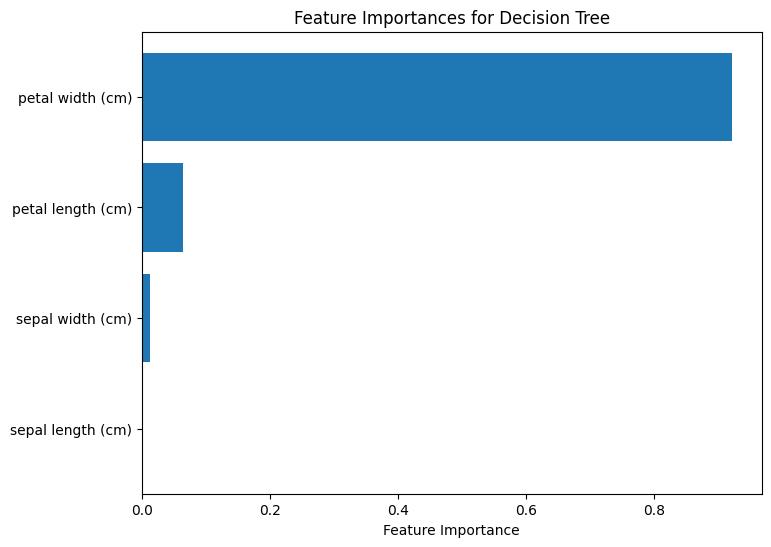 Feature Importances for Decision Tree
petal width (cm)
petal length (cm)
sepal width (cm)
sepal length (cm)
0.0 0.2 0.4 0.6 0.8
Feature Importance